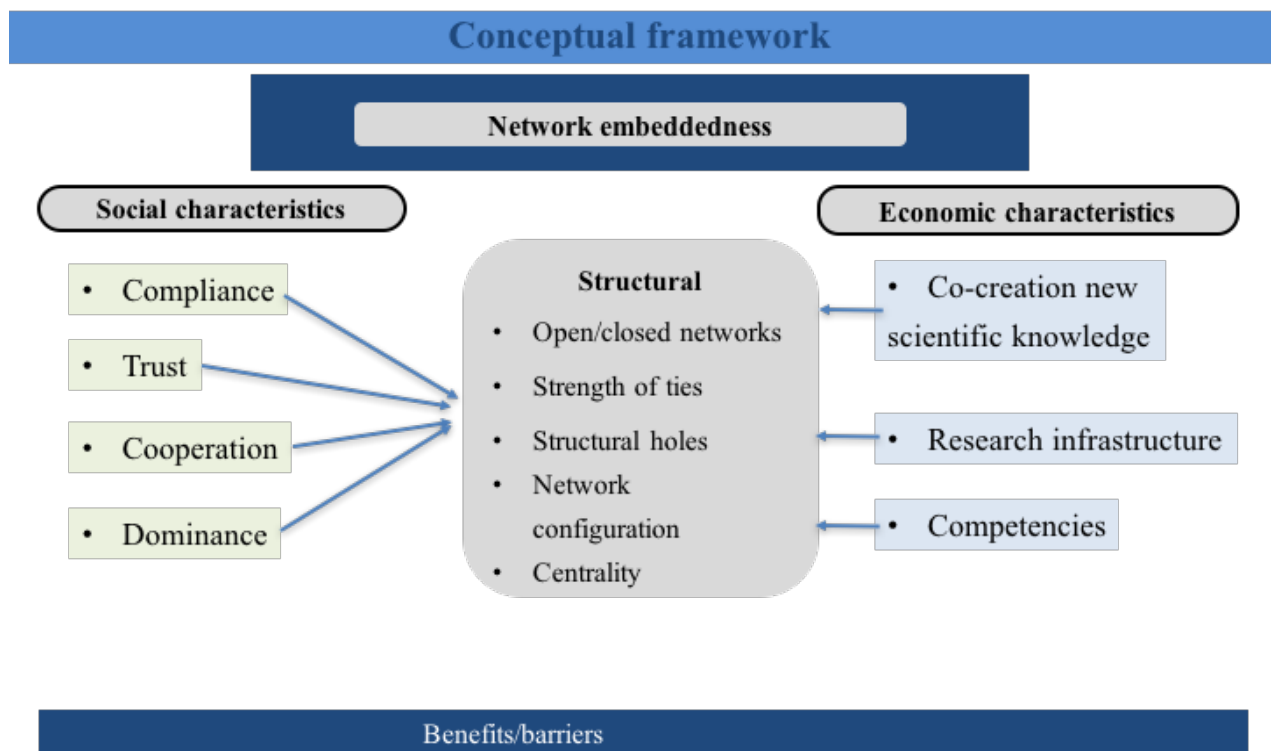 Conceptual framework
Network embeddedness
Social characteristics
• Compliance
• Trust
• Cooperation
• Dominance
Structural
• Open/closed networks
• Strength of ties
• Structural holes
• Network
configuration
• Centrality
Economic characteristics
• Co-creation new
scientific knowledge
• Research infrastructure
• Competencies
Benefits/barriers